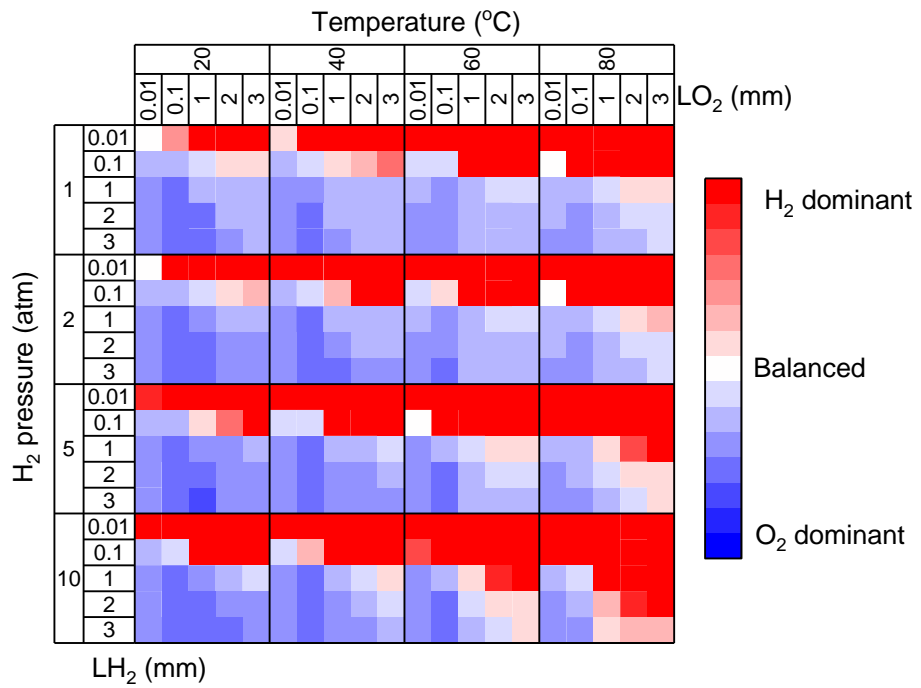 Temperature (°C)
20 40 60 80
0.01 0.1 1 2 3 0.01 0.1 1 2 3 0.01 0.1 1 2 3 0.01 0.1 1 2 3 LO₂ (mm)
H₂ pressure (atm)
1 0.01
0.1
1
2
3
2 0.01
0.1
1
2
3
5 0.01
0.1
1
2
3
10 0.01
0.1
1
2
3
LH₂ (mm)
H₂ dominant
Balanced
O₂ dominant